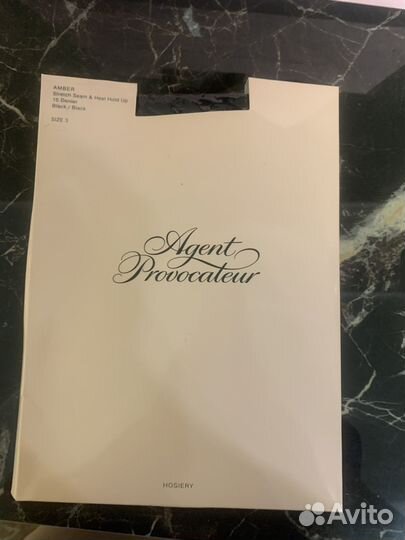 AMBER
Stretch Seam & Heel Hold Up
15 Denier
Black / Black
SIZE 3
Agent
Provocateur
HOSIERY
Avito